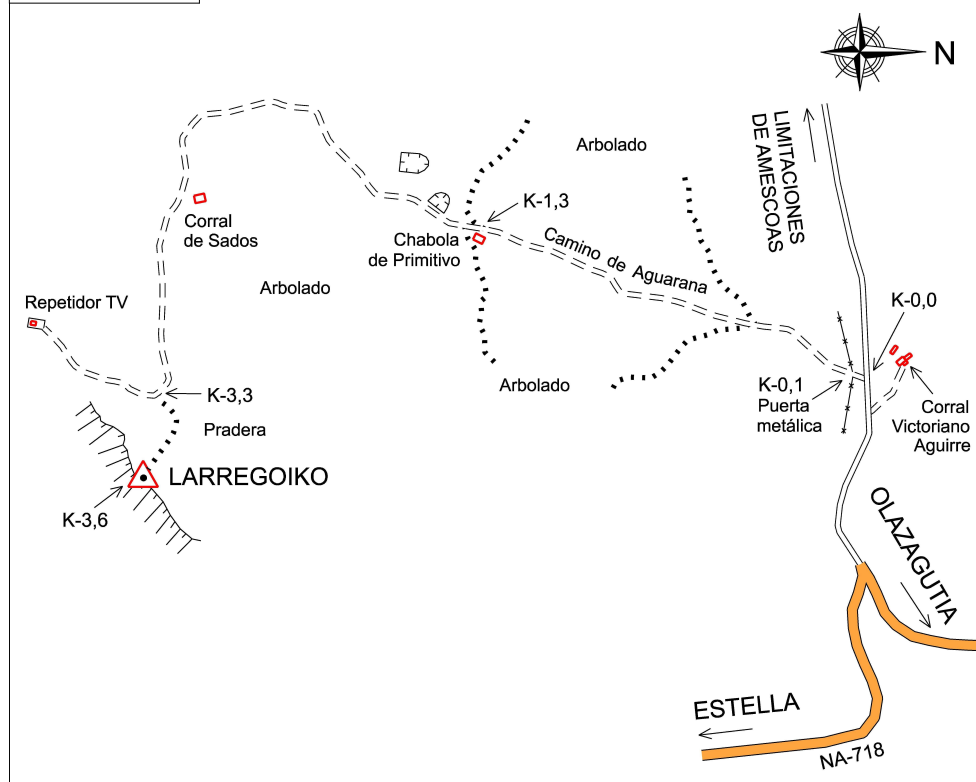 N
LIMITACIONES
DE AMESCOAS
Arbolado
K-1,3
Corral
de Sados
Chabola
de Primitivo
Camino de Aguarana
Arbolado
Repetidor TV
K-0,0
K-3,3
Arbolado
K-0,1
Puerta
metálica
Corral
Victoriano
Aguirre
Pradera
LARREGOIKO
K-3,6
OLAZAGUTIA
ESTELLA
NA-718